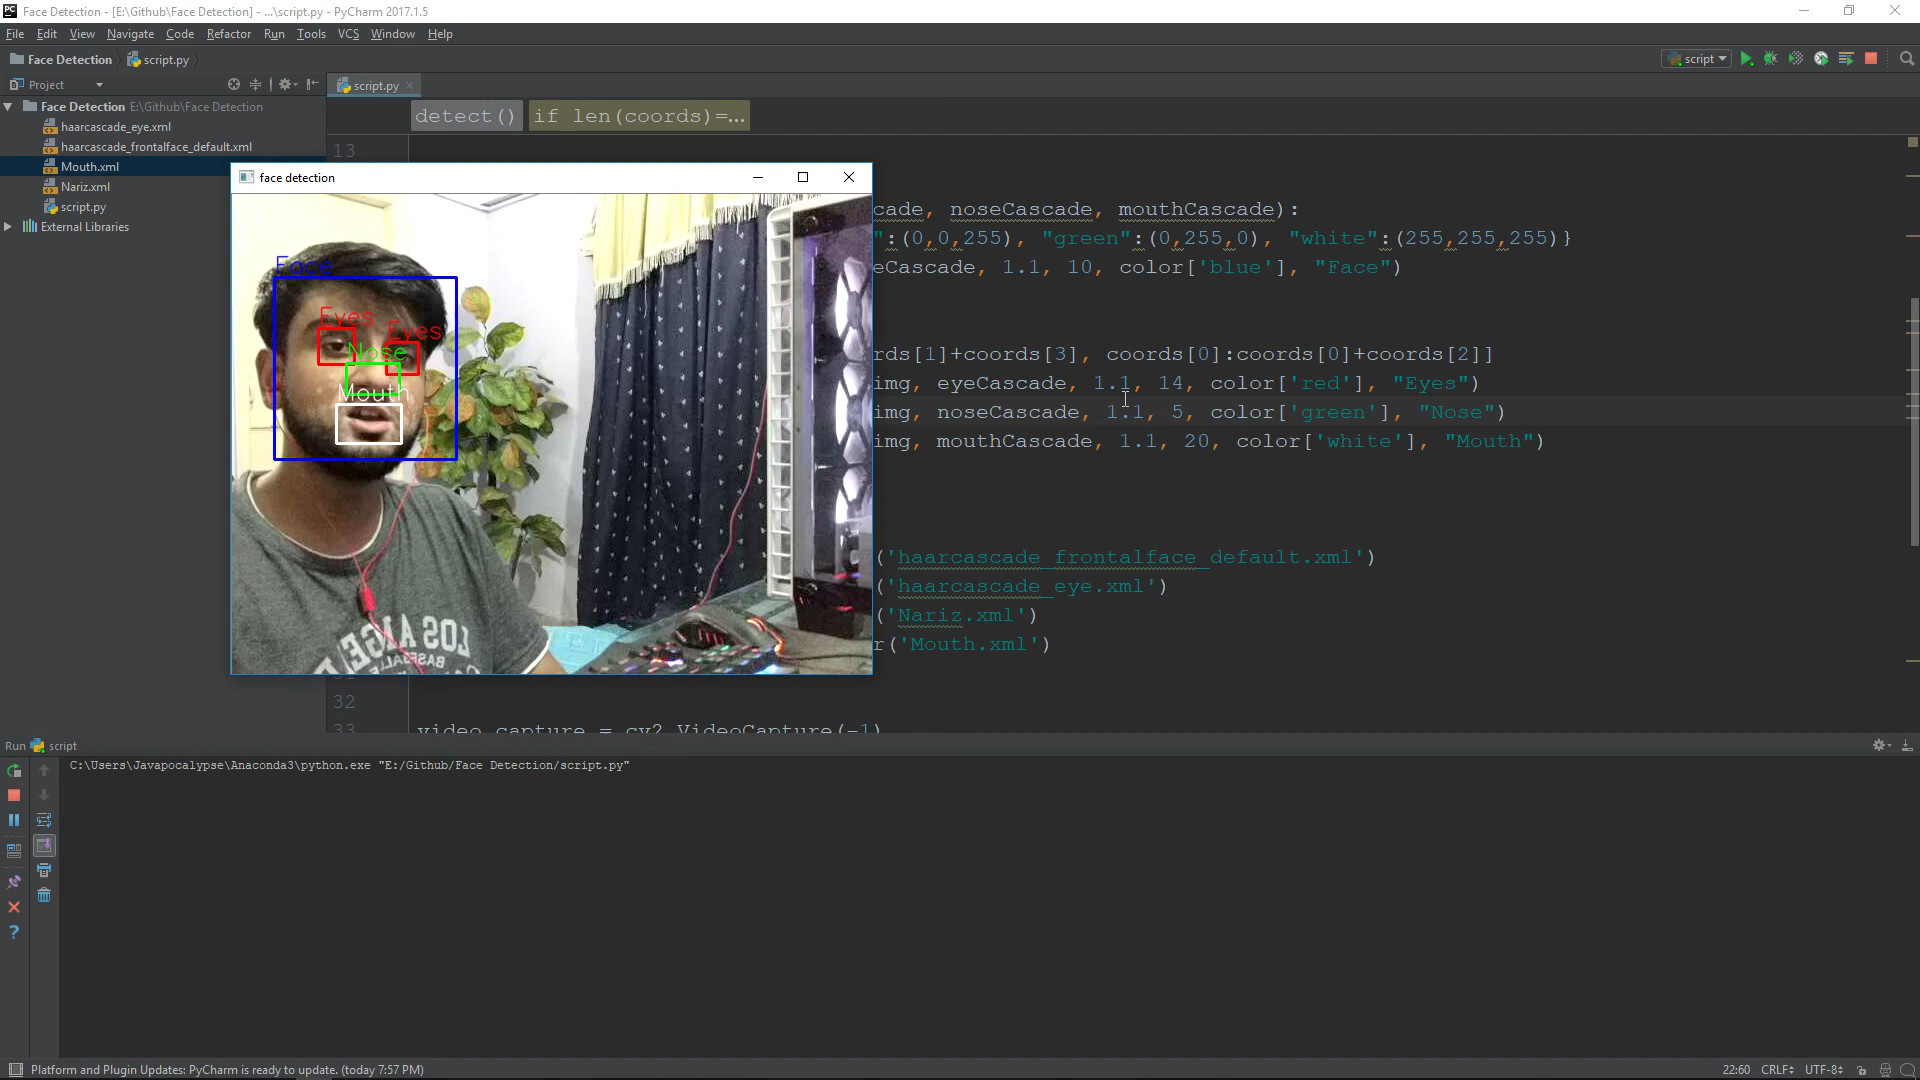 Face Detection - [E:\Github\Face Detection] - ...\script.py - PyCharm 2017.1.5
File Edit View Navigate Code Refactor Run Tools VCS Window Help
Face Detection script.py
script
Project
script.py
Face Detection E:\Github\Face Detection
detect() if len(coords)=...
haarcascade_eye.xml
haarcascade_frontalface_default.xml
13
Mouth.xml
face detection
Nariz.xml
script.py
cade, noseCascade, mouthCascade):
External Libraries
":(0,0,255), "green":(0,255,0), "white":(255,255,255)}
Face
eCascade, 1.1, 10, color['blue'], "Face")
Eyes
Eyes
Nose
rds[1]+coords[3], coords[0]:coords[0]+coords[2]]
img, eyeCascade, 1.1, 14, color['red'], "Eyes")
Mouth
img, noseCascade, 1.1, 5, color['green'], "Nose")
img, mouthCascade, 1.1, 20, color['white'], "Mouth")
('haarcascade_frontalface_default.xml')
('haarcascade_eye.xml')
('Nariz.xml')
r('Mouth.xml')
LOS ANGE
BASEBALL
32
33 video_capture = cv2.VideoCapture(-1)
Run script
C:\Users\Javapocalypse\Anaconda3\python.exe "E:/Github/Face Detection/script.py"
Platform and Plugin Updates: PyCharm is ready to update. (today 7:57 PM)
22:60 CRLF UTF-8